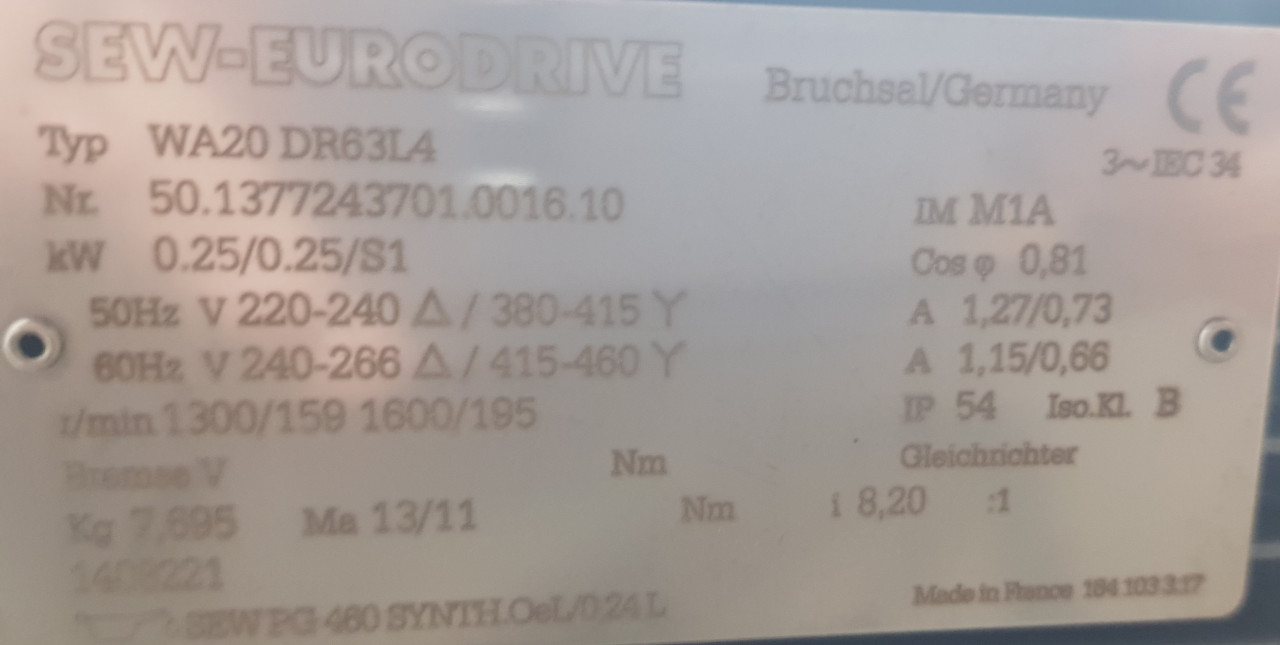 SEW-EURODRIVE Bruchsal/Germany CE
3~IEC 34
Typ WA20 DR63L4
Nr. 50.1377243701.0016.10 IM M1A
kW 0.25/0.25/S1 Cos φ 0,81
50Hz V 220-240 Δ / 380-415 Y A 1,27/0,73
60Hz V 240-266 Δ / 415-460 Y A 1,15/0,66
r/min 1300/159 1600/195 IP 54 Iso.Kl. B
Bremse V Nm Gleichrichter
Kg 7,695 Ma 13/11 Nm i 8,20 :1
1408221
SEW PG 460 SYNTH.OeL/0,24 L Made in France 184 103 3.17